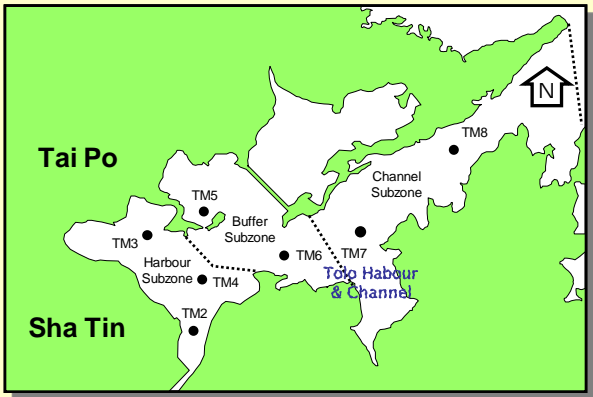 N
TM8
Tai Po
Channel
Subzone
TM5
Buffer
Subzone
TM3
TM6
TM7
Harbour
Subzone
TM4
Tolo Habour
& Channel
TM2
Sha Tin